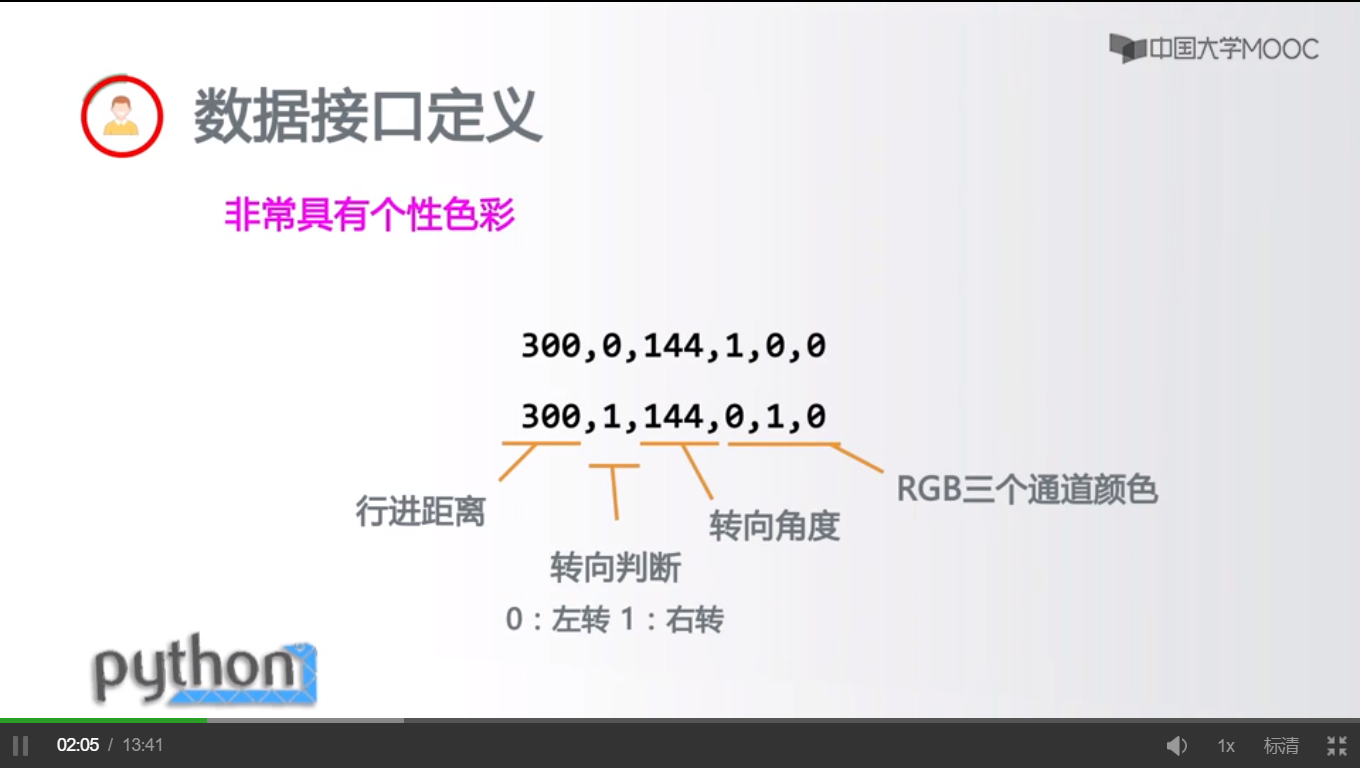 中国大学MOOC
数据接口定义
非常具有个性色彩
300,0,144,1,0,0
300,1,144,0,1,0
行进距离
转向判断
0：左转 1：右转
转向角度
RGB三个通道颜色
python
02:05 / 13:41
1x
标清